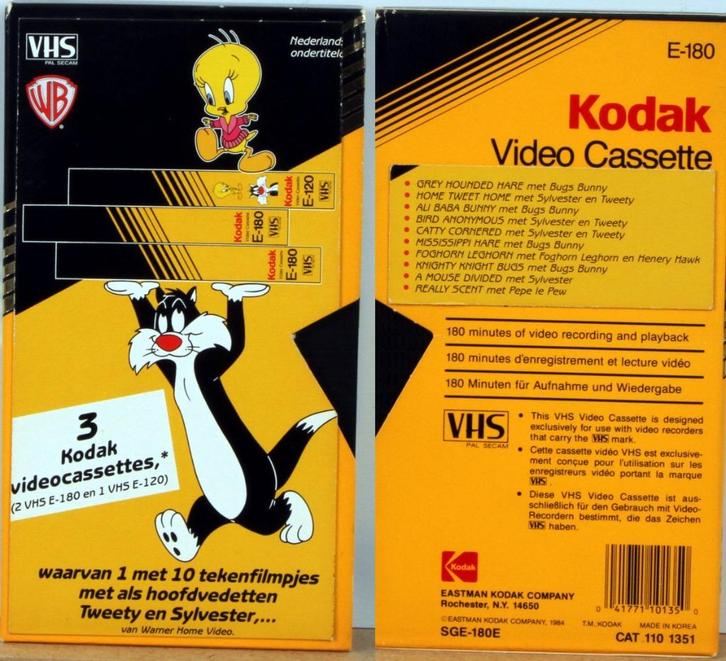 VHS
PAL SECAM
WB
Nederlands
ondertiteld
Kodak
E-120
VHS
Kodak
Video Cassette
E-180
VHS
Kodak
Video Cassette
E-180
VHS
3
Kodak
videocassettes,*
(2 VHS E-180 en 1 VHS E-120)
waarvan 1 met 10 tekenfilmpjes
met als hoofdvedetten
Tweety en Sylvester,...
van Warner Home Video.
E-180
Kodak
Video Cassette
• GREY HOUNDED HARE met Bugs Bunny
• HOME TWEET HOME met Sylvester en Tweety
• ALI BABA BUNNY met Bugs Bunny
• BIRD ANONYMOUS met Sylvester en Tweety
• CATTY CORNERED met Sylvester en Tweety
• MISSISSIPPI HARE met Bugs Bunny
• FOGHORN LEGHORN met Foghorn Leghorn en Henery Hawk
• KNIGHTY KNIGHT BUGS met Bugs Bunny
• A MOUSE DIVIDED met Sylvester
• REALLY SCENT met Pepe le Pew
180 minutes of video recording and playback
180 minutes d'enregistrement et lecture vidéo
180 Minuten für Aufnahme und Wiedergabe
VHS
PAL SECAM
• This VHS Video Cassette is designed
exclusively for use with video recorders
that carry the VHS mark.
• Cette cassette vidéo VHS est exclusive-
ment conçue pour l'utilisation sur les
enregistreurs vidéo portant la marque
VHS.
• Diese VHS Video Cassette ist aus-
schließlich für den Gebrauch mit Video-
Recordern bestimmt, die das Zeichen
VHS haben.
Kodak
EASTMAN KODAK COMPANY
Rochester, N.Y. 14650
©EASTMAN KODAK COMPANY, 1984
T.M. KODAK
MADE IN KOREA
SGE-180E
CAT 110 1351
0 41771 10135 0